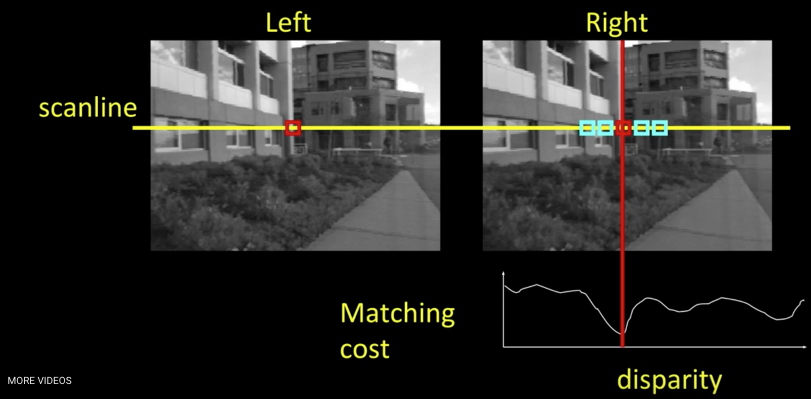 Left
Right
scanline
Matching
cost
disparity
MORE VIDEOS